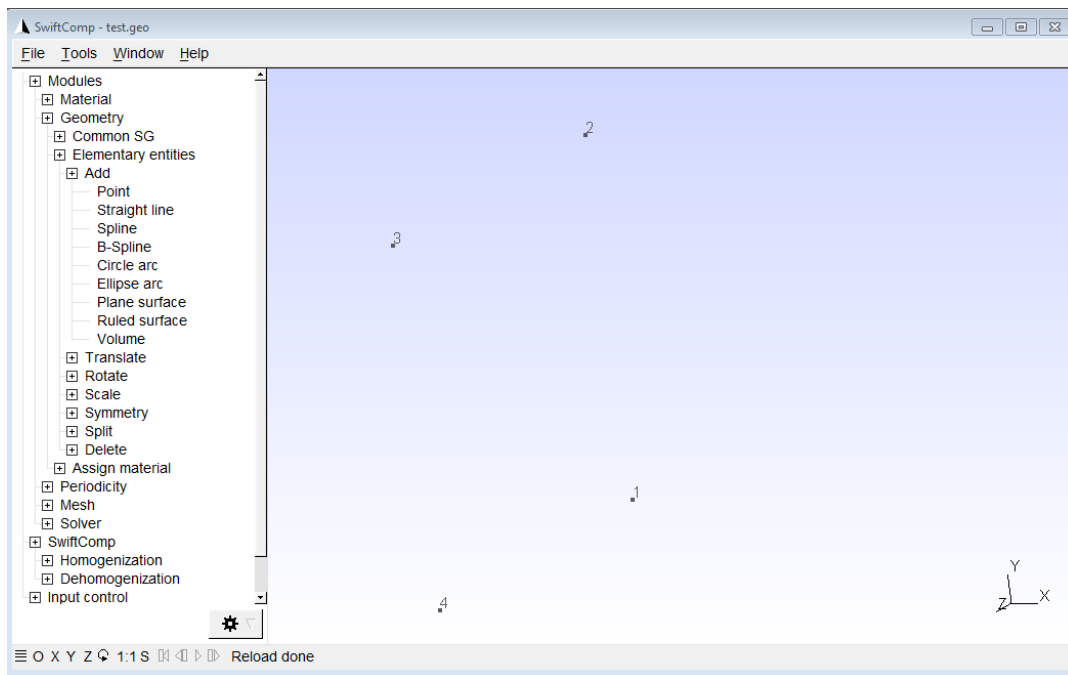 SwiftComp - test.geo
File Tools Window Help
Modules
Material
Geometry
Common SG
Elementary entities
Add
Point
Straight line
Spline
B-Spline
Circle arc
Ellipse arc
Plane surface
Ruled surface
Volume
Translate
Rotate
Scale
Symmetry
Split
Delete
Assign material
Periodicity
Mesh
Solver
SwiftComp
Homogenization
Dehomogenization
Input control
2
3
1
4
Y
Z X
O X Y Z 1:1 S Reload done